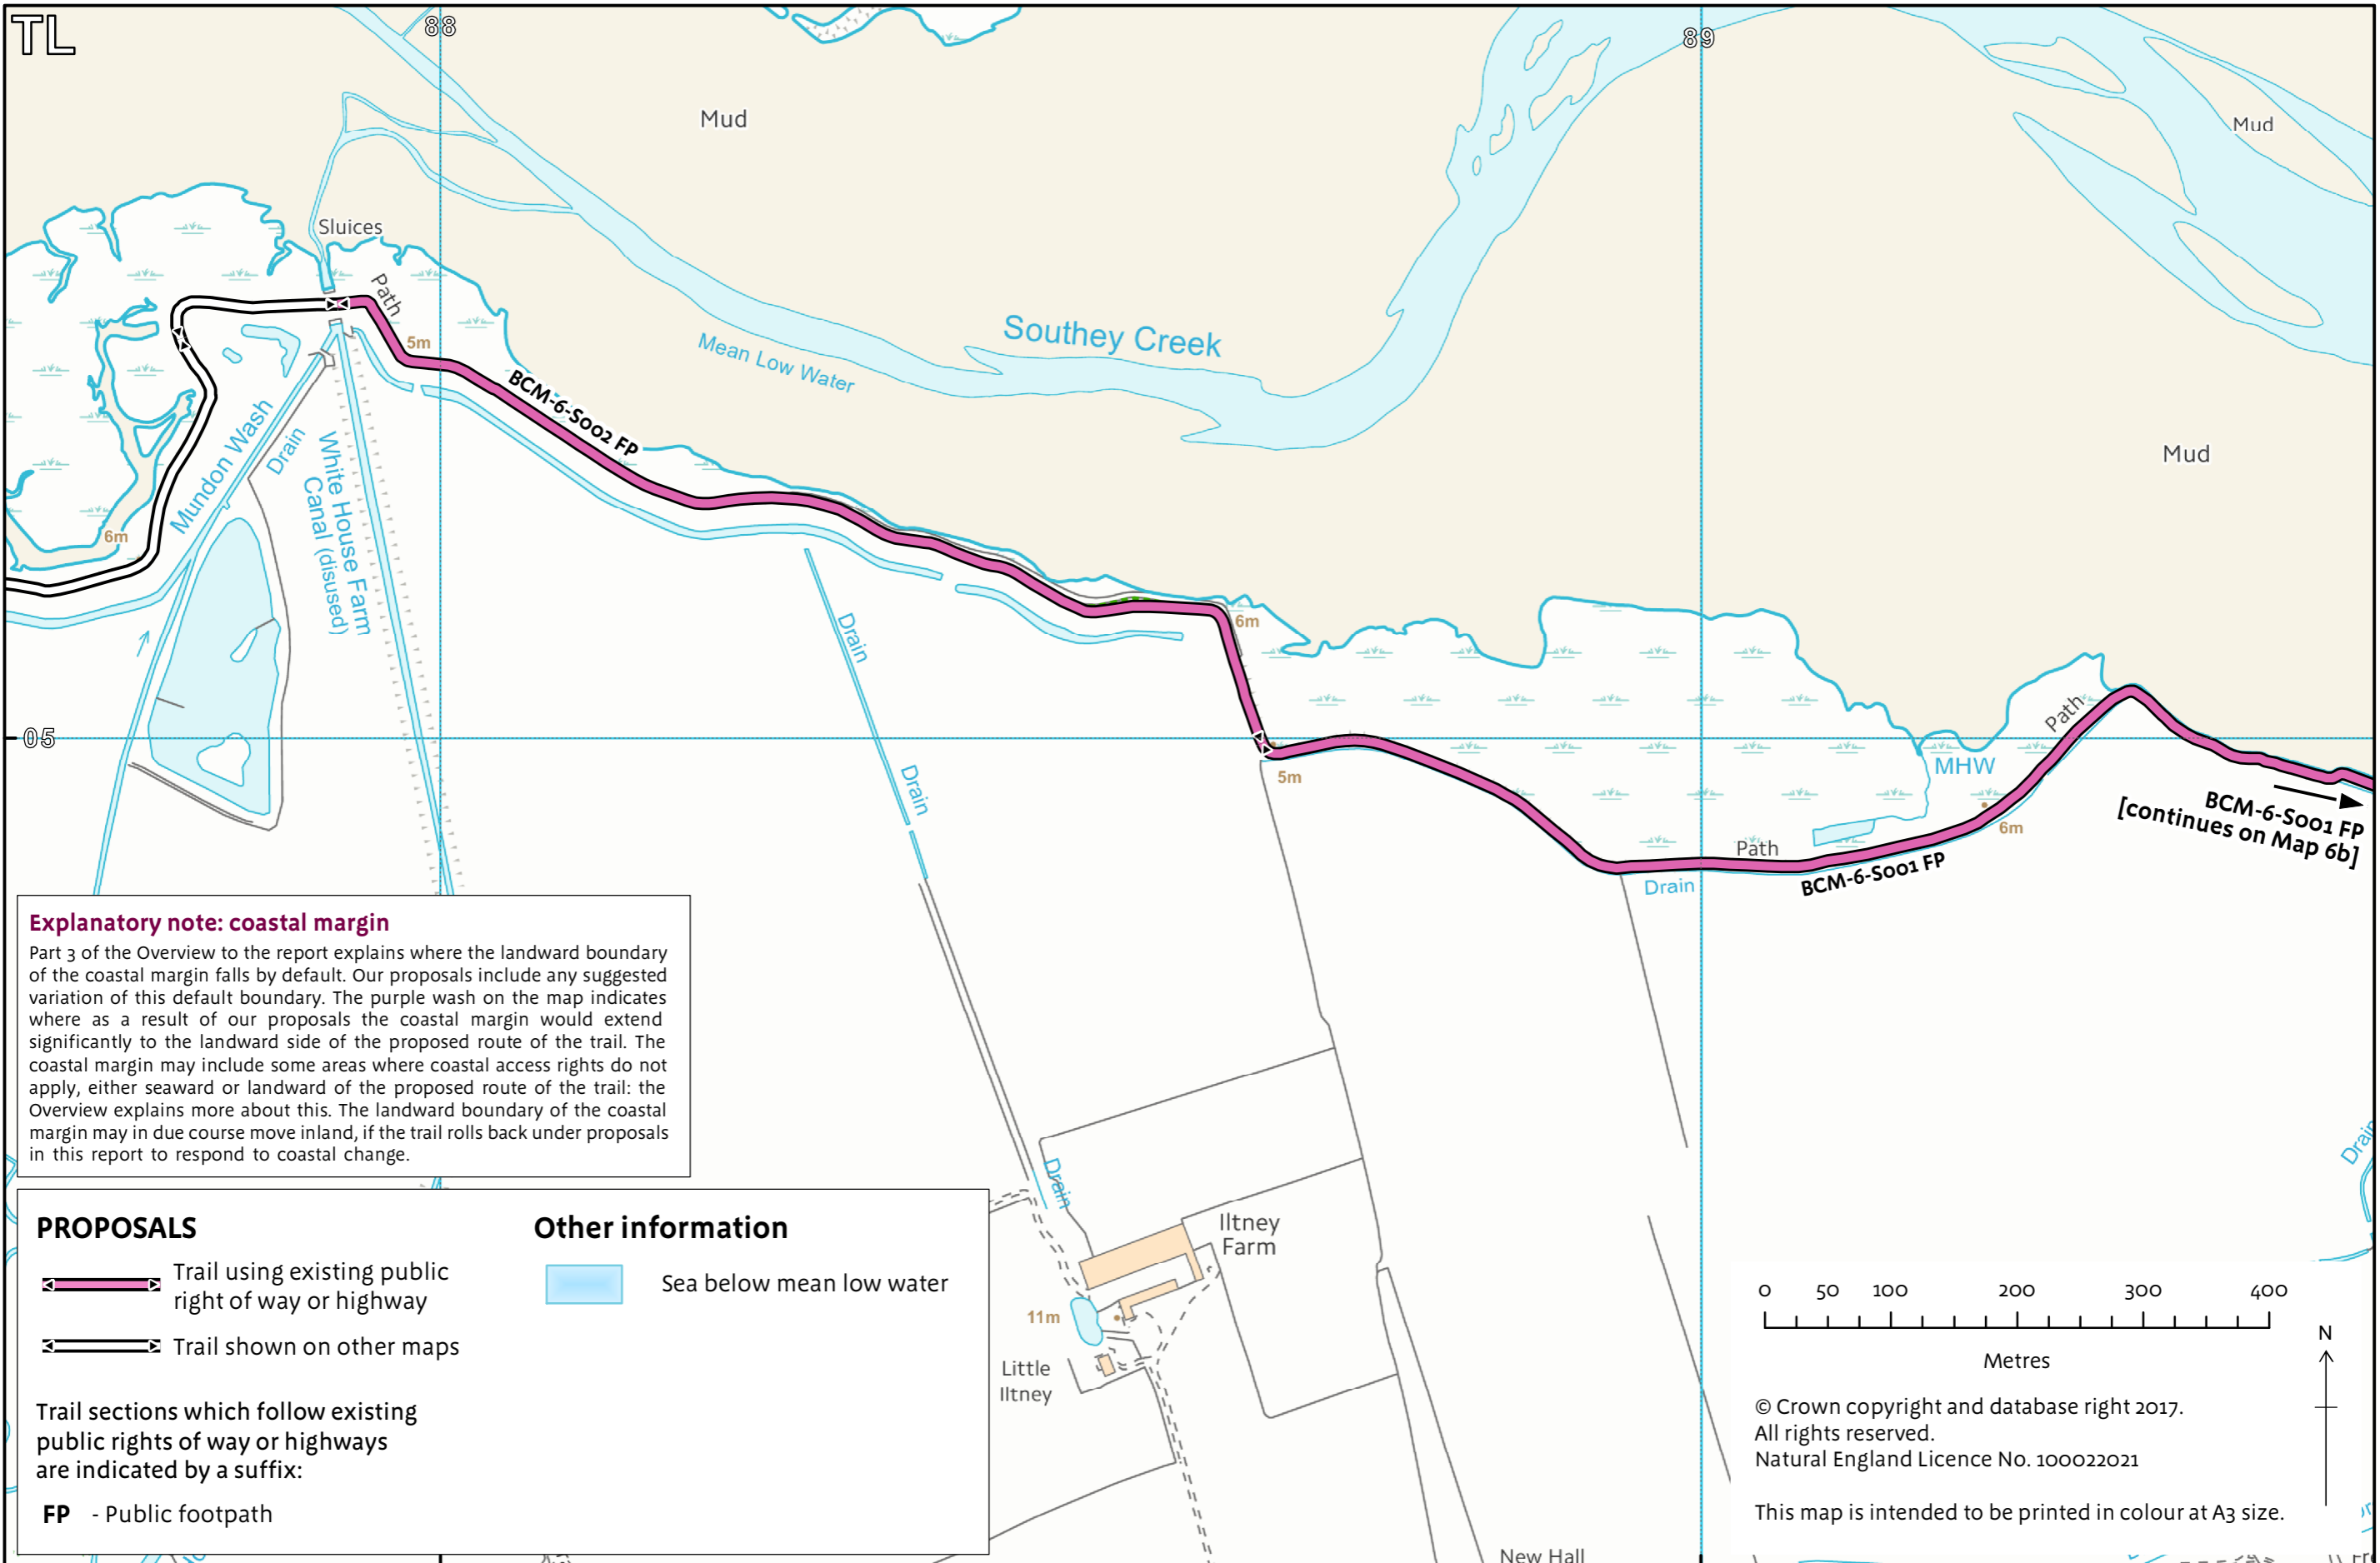 TL
88
89
Mud
Mud
Sluices
Path
5m
Southey Creek
Mean Low Water
BCM-6-S002 FP
Mundon Wash
Drain
White House Farm
Canal (disused)
6m
Mud
Drain
6m
05
Path
MHW
5m
Drain
6m
BCM-6-S001 FP
[continues on Map 6b]
Path
Drain
BCM-6-S001 FP
Explanatory note: coastal margin
Part 3 of the Overview to the report explains where the landward boundary
of the coastal margin falls by default. Our proposals include any suggested
variation of this default boundary. The purple wash on the map indicates
where as a result of our proposals the coastal margin would extend
significantly to the landward side of the proposed route of the trail. The
coastal margin may include some areas where coastal access rights do not
apply, either seaward or landward of the proposed route of the trail: the
Overview explains more about this. The landward boundary of the coastal
margin may in due course move inland, if the trail rolls back under proposals
in this report to respond to coastal change.
Drain
Drain
Iltney
Farm
11m
Little
Iltney
New Hall
PROPOSALS
Trail using existing public
right of way or highway
Trail shown on other maps
Trail sections which follow existing
public rights of way or highways
are indicated by a suffix:
FP - Public footpath
Other information
Sea below mean low water
0 50 100 200 300 400
Metres
N
© Crown copyright and database right 2017.
All rights reserved.
Natural England Licence No. 100022021
This map is intended to be printed in colour at A3 size.